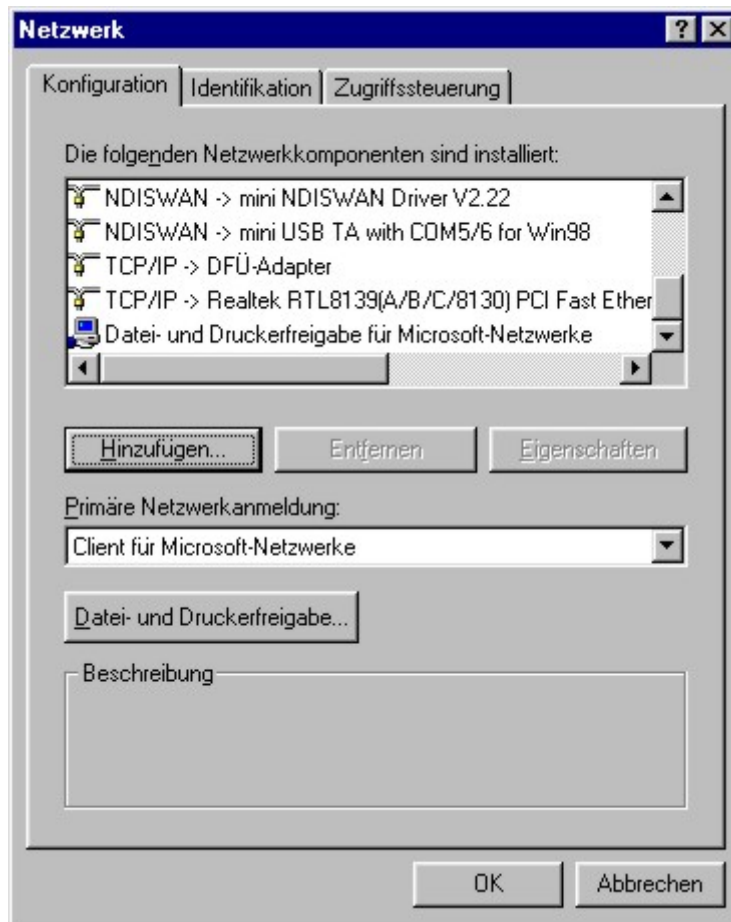 Netzwerk
Konfiguration Identifikation Zugriffssteuerung
Die folgenden Netzwerkkomponenten sind installiert:
NDISWAN -> mini NDISWAN Driver V2.22
NDISWAN -> mini USB TA with COM5/6 for Win98
TCP/IP -> DFÜ-Adapter
TCP/IP -> Realtek RTL8139(A/B/C/8130) PCI Fast Ether
Datei- und Druckerfreigabe für Microsoft-Netzwerke
Hinzufügen... Entfernen Eigenschaften
Primäre Netzwerkanmeldung:
Client für Microsoft-Netzwerke
Datei- und Druckerfreigabe...
Beschreibung
OK Abbrechen